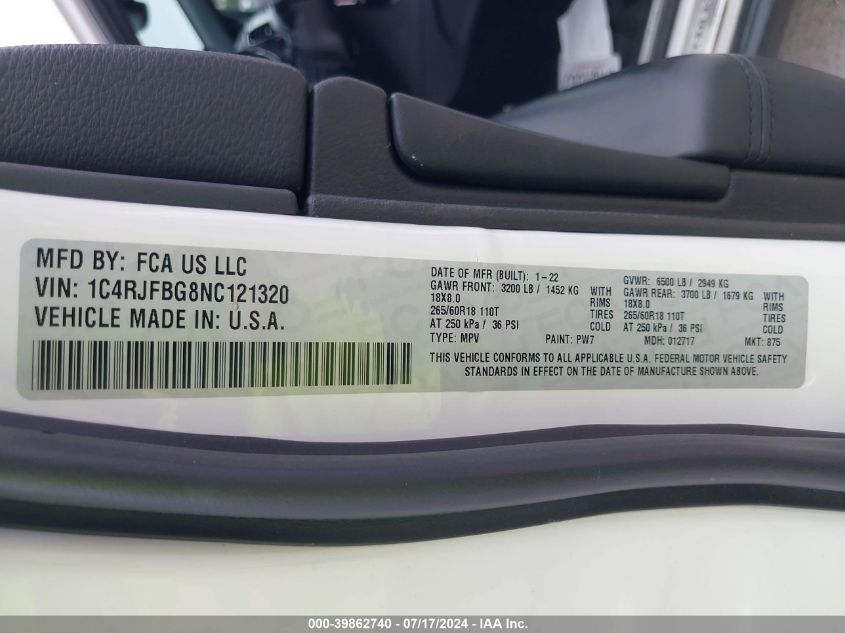 MFD BY: FCA US LLC
VIN: 1C4RJFBG8NC121320
VEHICLE MADE IN: U.S.A.
DATE OF MFR (BUILT): 1-22 GVWR: 6500 LB / 2949 KG
GAWR FRONT: 3200 LB / 1452 KG WITH GAWR REAR: 3700 LB / 1679 KG WITH
18X8.0 RIMS 18X8.0 RIMS
265/60R18 110T TIRES 265/60R18 110T TIRES
AT 250 kPa / 36 PSI COLD AT 250 kPa / 36 PSI COLD
TYPE: MPV PAINT: PW7 MDH: 012717 MKT: 875
THIS VEHICLE CONFORMS TO ALL APPLICABLE U.S.A. FEDERAL MOTOR VEHICLE SAFETY
STANDARDS IN EFFECT ON THE DATE OF MANUFACTURE SHOWN ABOVE.
000-39862740 - 07/17/2024 - IAA Inc.